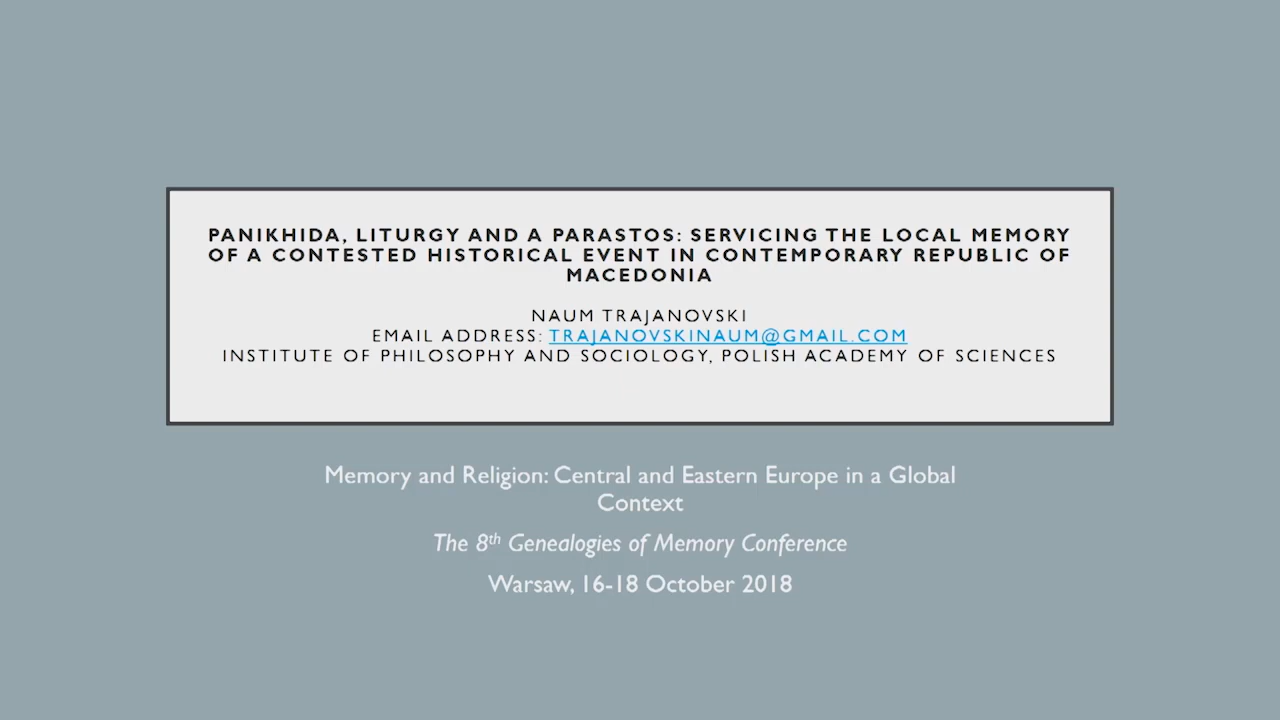 PANIKHIDA, LITURGY AND A PARASTOS: SERVICING THE LOCAL MEMORY
OF A CONTESTED HISTORICAL EVENT IN CONTEMPORARY REPUBLIC OF
MACEDONIA
NAUM TRAJANOVSKI
EMAIL ADDRESS: TRAJANOVSKINAUM@GMAIL.COM
INSTITUTE OF PHILOSOPHY AND SOCIOLOGY, POLISH ACADEMY OF SCIENCES
Memory and Religion: Central and Eastern Europe in a Global
Context
The 8th Genealogies of Memory Conference
Warsaw, 16-18 October 2018